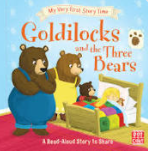 My Very First Story Time
Goldilocks
and the Three
Bears
A Read-Aloud Story to Share